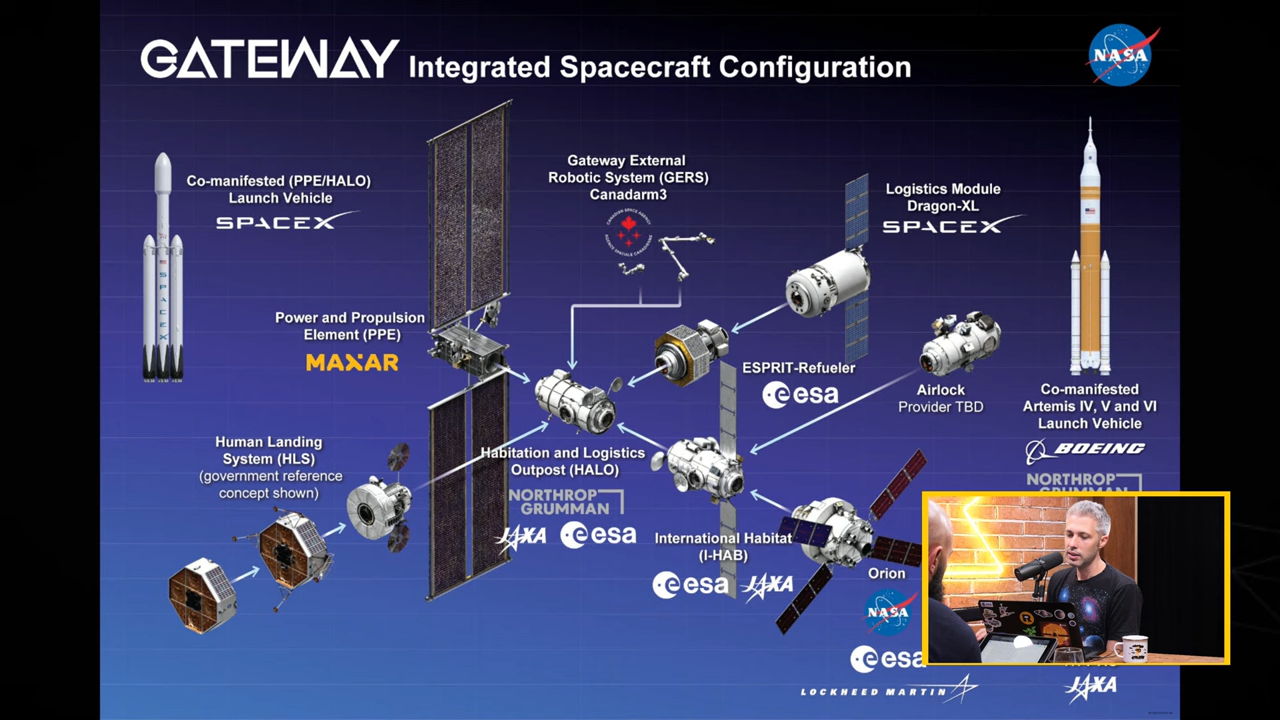 GATEWAY Integrated Spacecraft Configuration
NASA
Co-manifested (PPE/HALO)
Launch Vehicle
SPACEX
SPACEX
Gateway External
Robotic System (GERS)
Canadarm3
Logistics Module
Dragon-XL
SPACEX
Power and Propulsion
Element (PPE)
MAXAR
ESPRIT-Refueler
esa
Airlock
Provider TBD
Co-manifested
Artemis IV, V and VI
Launch Vehicle
BOEING
NORTHROP
GRUMMAN
Human Landing
System (HLS)
(government reference
concept shown)
Habitation and Logistics
Outpost (HALO)
NORTHROP
GRUMMAN
JAXA esa
International Habitat
(I-HAB)
esa JAXA
Orion
NASA
esa
LOCKHEED MARTIN
JAXA